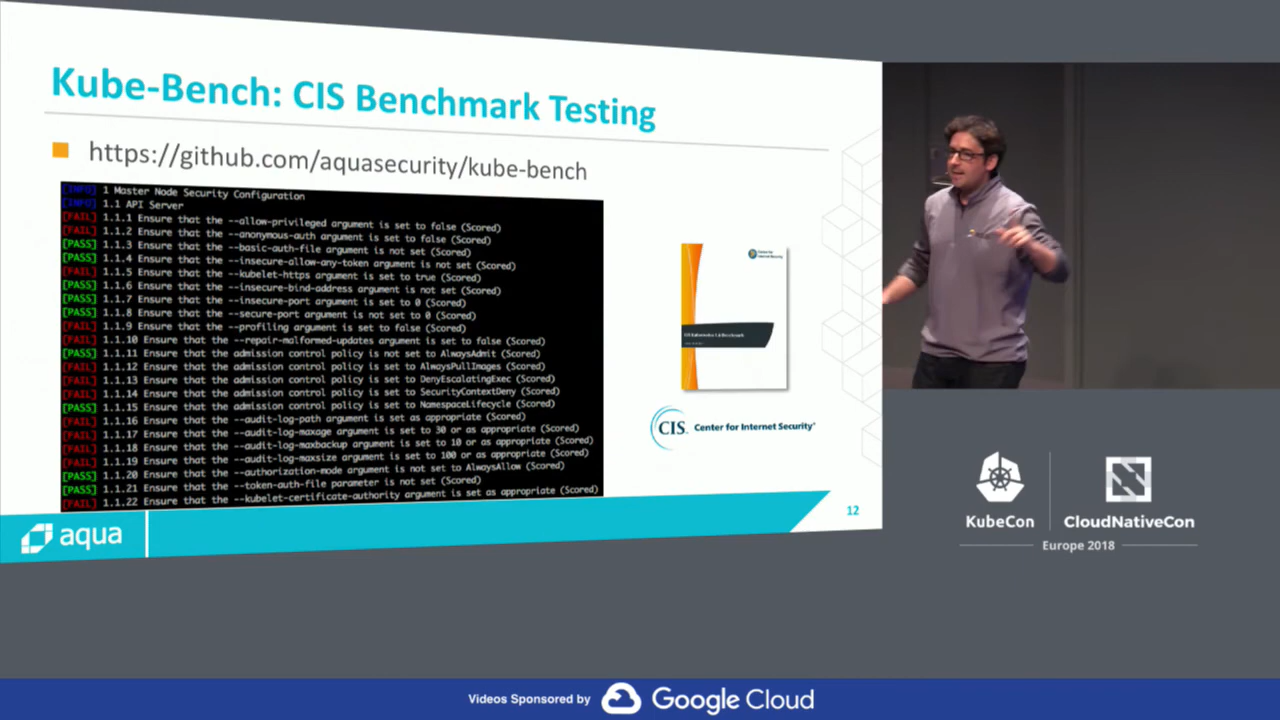 Kube-Bench: CIS Benchmark Testing
https://github.com/aquasecurity/kube-bench
[INFO] 1 Master Node Security Configuration
[INFO] 1.1 API Server
[FAIL] 1.1.1 Ensure that the --allow-privileged argument is set to false (Scored)
[FAIL] 1.1.2 Ensure that the --anonymous-auth argument is set to false (Scored)
[PASS] 1.1.3 Ensure that the --basic-auth-file argument is not set (Scored)
[PASS] 1.1.4 Ensure that the --insecure-allow-any-token argument is not set (Scored)
[FAIL] 1.1.5 Ensure that the --kubelet-https argument is set to true (Scored)
[PASS] 1.1.6 Ensure that the --insecure-bind-address argument is not set (Scored)
[PASS] 1.1.7 Ensure that the --insecure-port argument is set to 0 (Scored)
[PASS] 1.1.8 Ensure that the --secure-port argument is not set to 0 (Scored)
[FAIL] 1.1.9 Ensure that the --profiling argument is set to false (Scored)
[FAIL] 1.1.10 Ensure that the --repair-malformed-updates argument is set to false (Scored)
[PASS] 1.1.11 Ensure that the admission control policy is not set to AlwaysAdmit (Scored)
[FAIL] 1.1.12 Ensure that the admission control policy is set to AlwaysPullImages (Scored)
[FAIL] 1.1.13 Ensure that the admission control policy is set to DenyEscalatingExec (Scored)
[FAIL] 1.1.14 Ensure that the admission control policy is set to SecurityContextDeny (Scored)
[PASS] 1.1.15 Ensure that the admission control policy is set to NamespaceLifecycle (Scored)
[FAIL] 1.1.16 Ensure that the --audit-log-path argument is set as appropriate (Scored)
[FAIL] 1.1.17 Ensure that the --audit-log-maxage argument is set to 30 or as appropriate (Scored)
[FAIL] 1.1.18 Ensure that the --audit-log-maxbackup argument is set to 10 or as appropriate (Scored)
[FAIL] 1.1.19 Ensure that the --audit-log-maxsize argument is set to 100 or as appropriate (Scored)
[PASS] 1.1.20 Ensure that the --authorization-mode argument is not set to AlwaysAllow (Scored)
[PASS] 1.1.21 Ensure that the --token-auth-file parameter is not set (Scored)
[FAIL] 1.1.22 Ensure that the --kubelet-certificate-authority argument is set as appropriate (Scored)
Center for
Internet Security
CIS Center for Internet Security
12
aqua
KubeCon
CloudNativeCon
Europe 2018
Videos Sponsored by Google Cloud